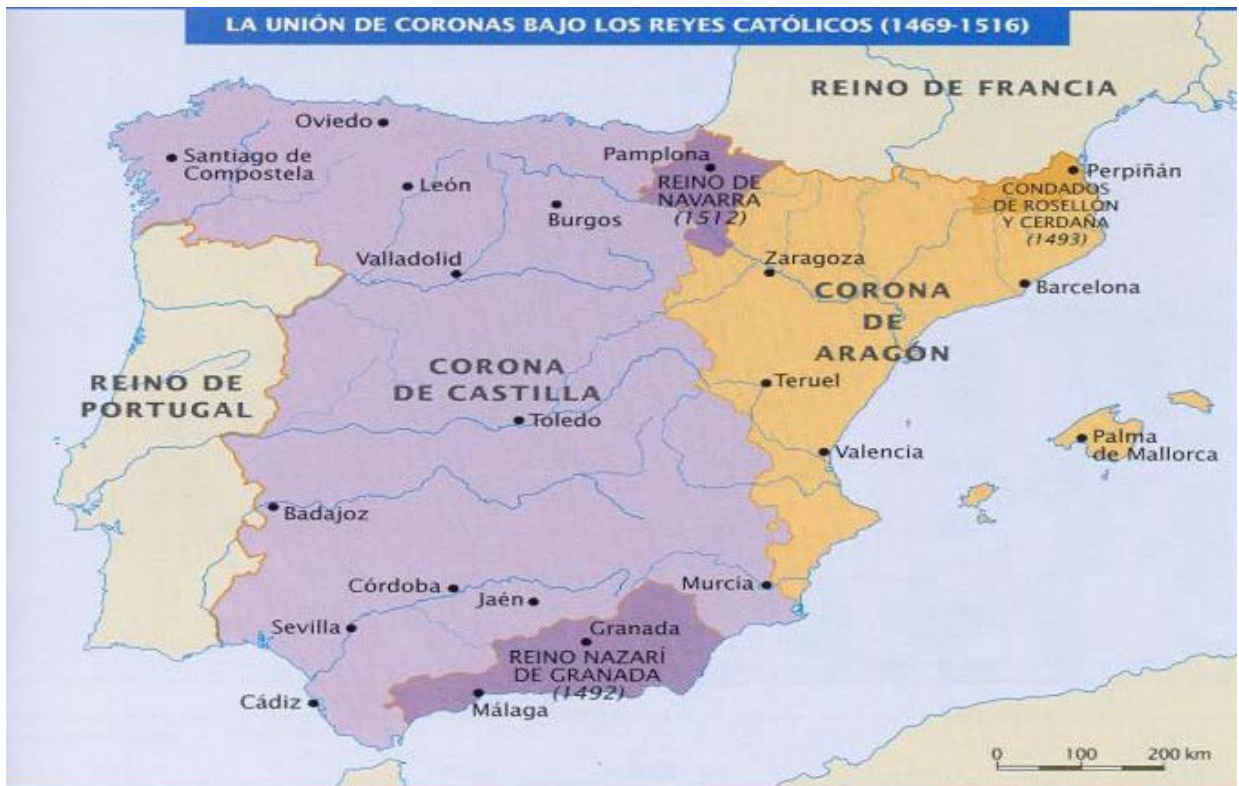 LA UNIÓN DE CORONAS BAJO LOS REYES CATÓLICOS (1469-1516)
REINO DE FRANCIA
Oviedo
Santiago de
Compostela
León
Burgos
Pamplona
REINO DE
NAVARRA
(1512)
Perpiñán
CONDADOS
DE ROSELLÓN
Y CERDAÑA
(1493)
Valladolid
Zaragoza
Barcelona
CORONA
DE
ARAGÓN
REINO DE
PORTUGAL
CORONA
DE CASTILLA
Teruel
Toledo
Valencia
Palma
de Mallorca
Badajoz
Córdoba
Jaén
Murcia
Sevilla
Granada
REINO NAZARÍ
DE GRANADA
(1492)
Cádiz
Málaga
0 100 200 km